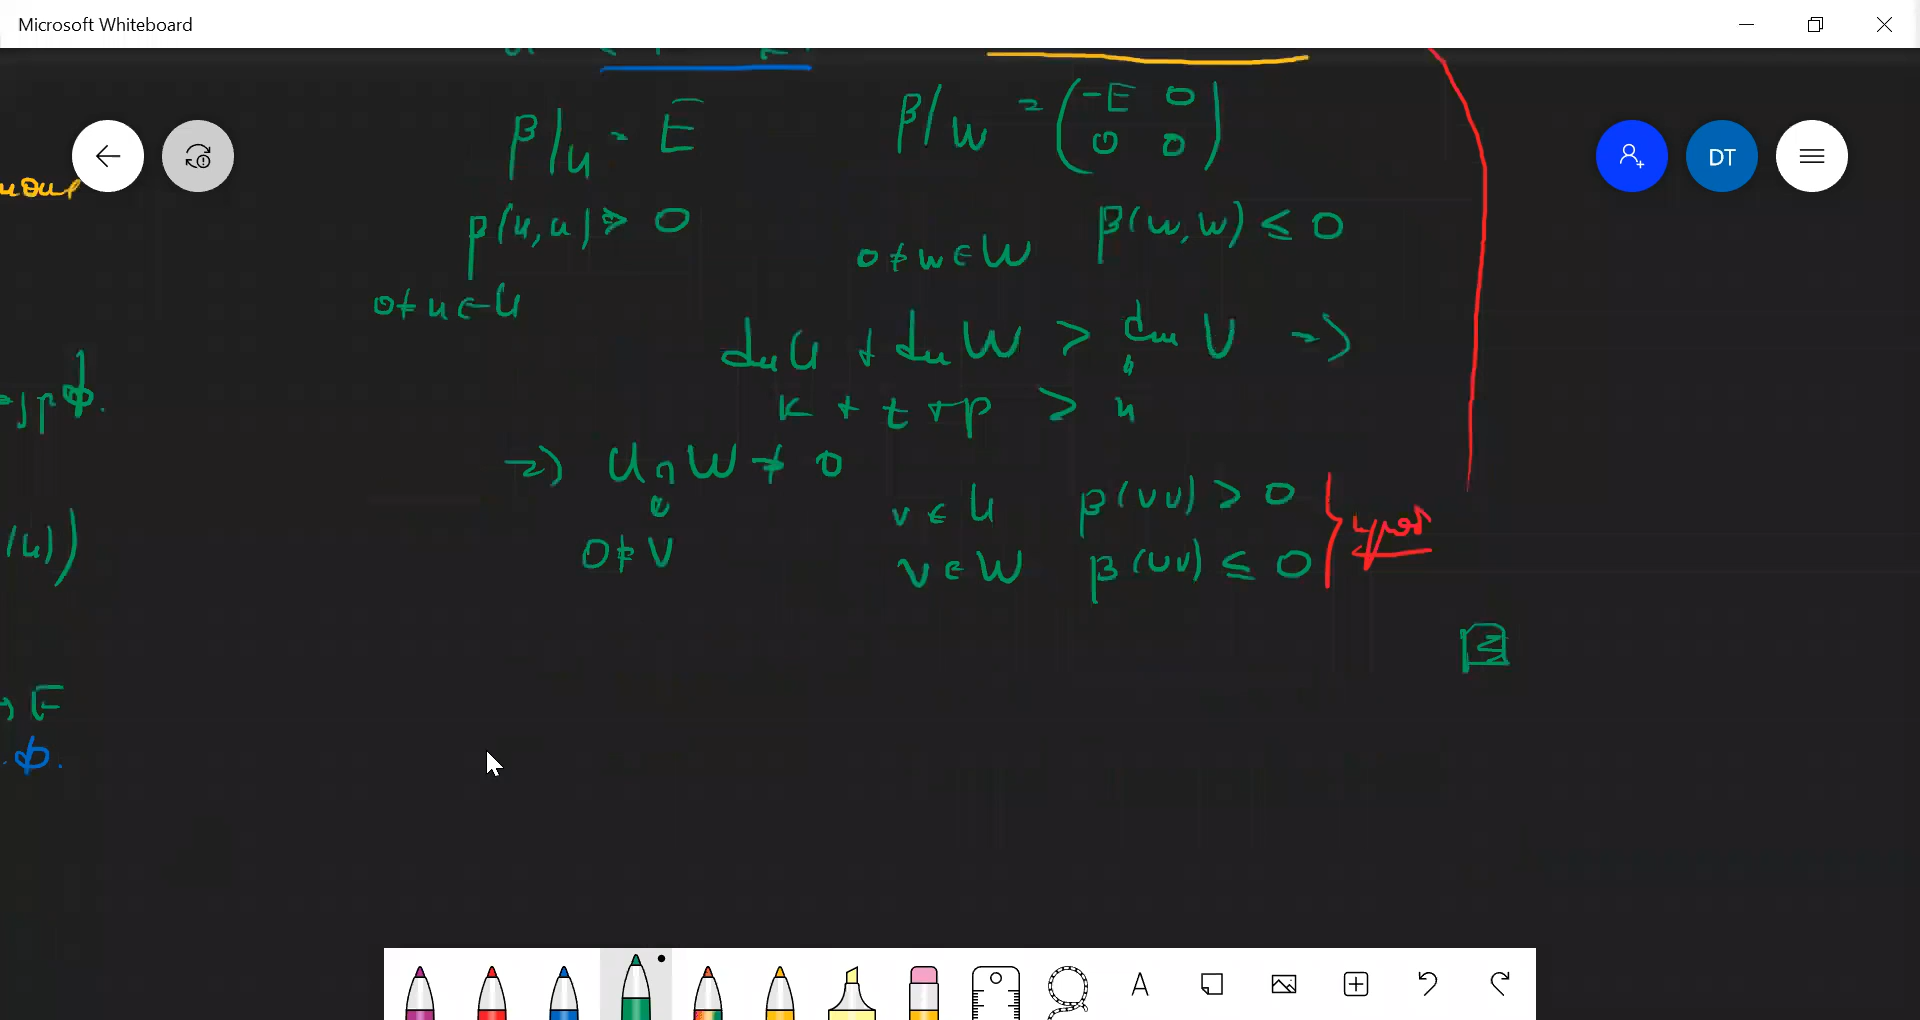 Microsoft Whiteboard
β|U = E    β|W = (-E 0
0 0)
β(u,u) > 0    β(w,w) ≤ 0
0 ≠ w ∈ W
0 ≠ u ∈ U
DT
dim U + dim W > dim V =>
k + t + p > n
=> U ∩ W ≠ 0
0 ≠ v
v ∈ U    β(v v) > 0
v ∈ W    β(v v) ≤ 0
(u))
E
ф.
A